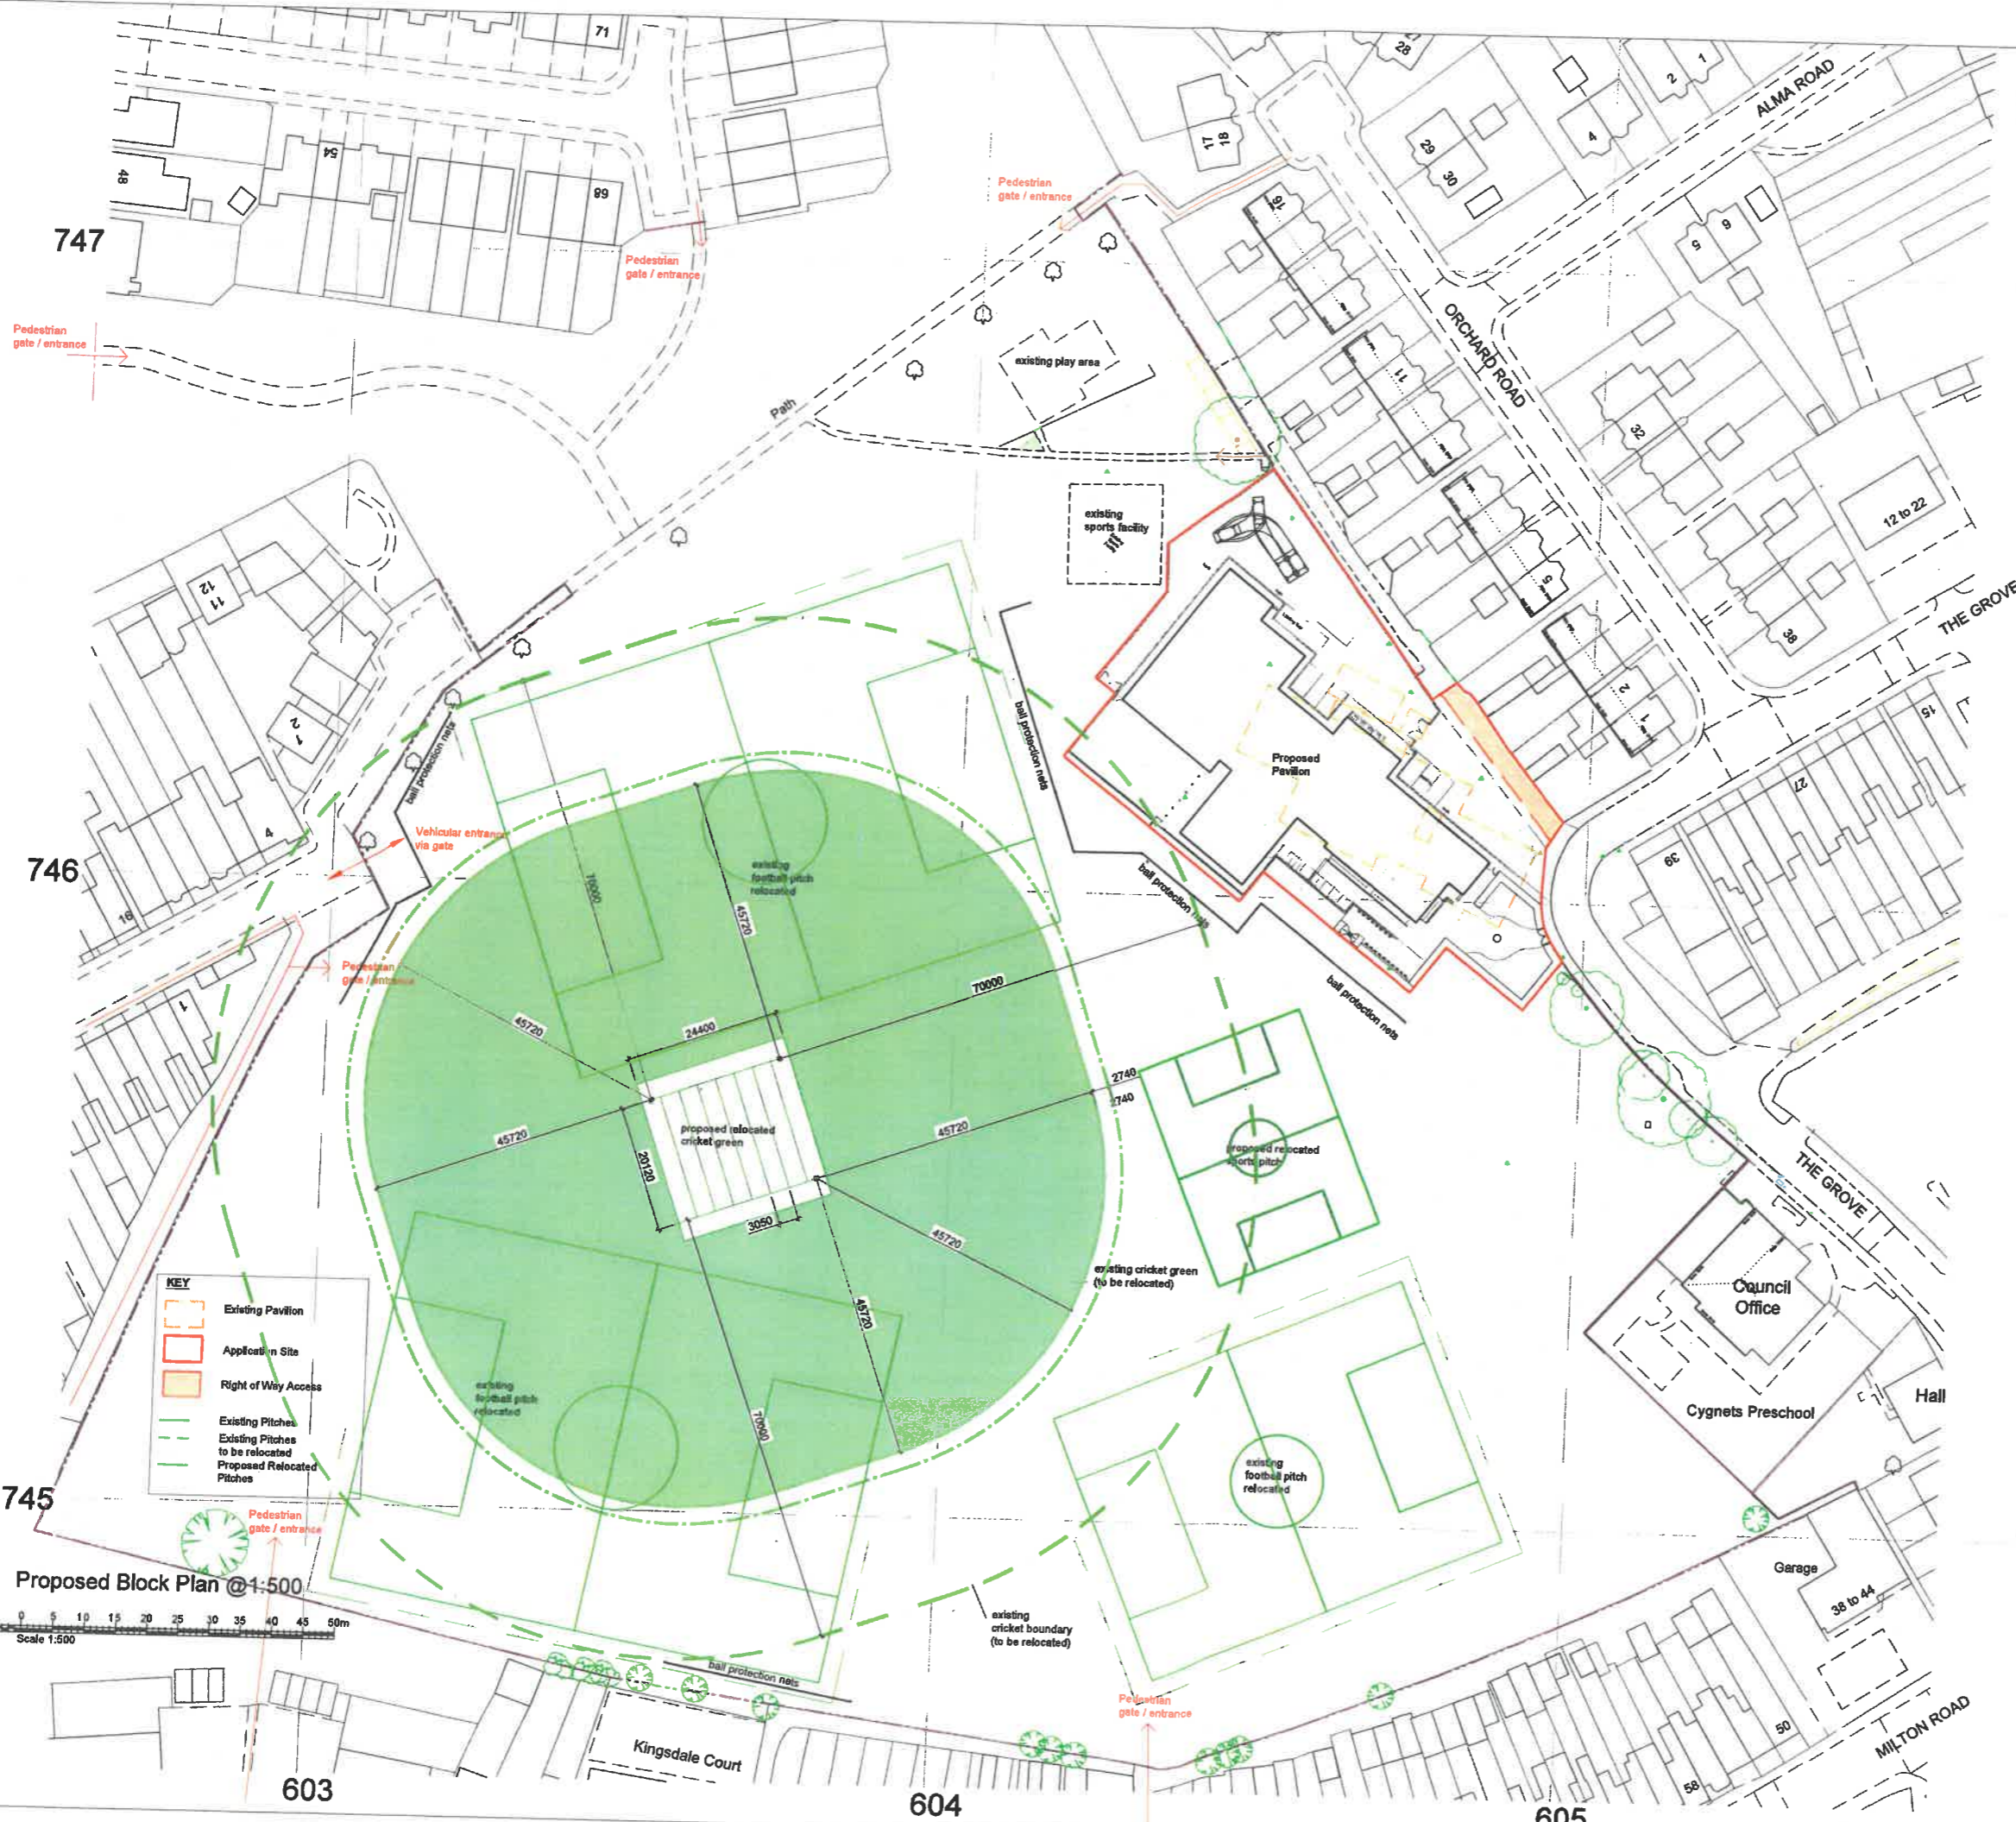 71
28
2
1
ALMA ROAD
17
18
4
29
30
54
48
68
Pedestrian
gate / entrance
16
6
5
747
Pedestrian
gate / entrance
Pedestrian
gate / entrance
ORCHARD ROAD
existing play area
11
Path
32
existing
sports facility
12 to 22
5
12
11
38
THE GROVE
ball protection nets
2
1
15
1
2
ball protection nets
Proposed
Pavilion
27
Vehicular entrance
via gate
4
39
746
existing
football pitch
relocated
70000
45720
ball protection nets
16
Pedestrian
gate / entrance
70000
ball protection nets
1
45720
24400
2740
2740
proposed relocated
cricket green
45720
45720
proposed relocated
sports pitch
20120
THE GROVE
3050
45720
existing cricket green
(to be relocated)
KEY
Existing Pavilion
Application Site
Right of Way Access
Existing Pitches
Existing Pitches
to be relocated
Proposed Relocated
Pitches
45720
Council
Office
existing
football pitch
relocated
70000
Cygnets Preschool
Hall
existing
football pitch
relocated
745
Pedestrian
gate / entrance
Proposed Block Plan @1:500
Garage
38 to 44
0 5 10 15 20 25 30 35 40 45 50m
Scale 1:500
existing
cricket boundary
(to be relocated)
ball protection nets
Pedestrian
gate / entrance
Kingsdale Court
50
MILTON ROAD
58
603
604
605